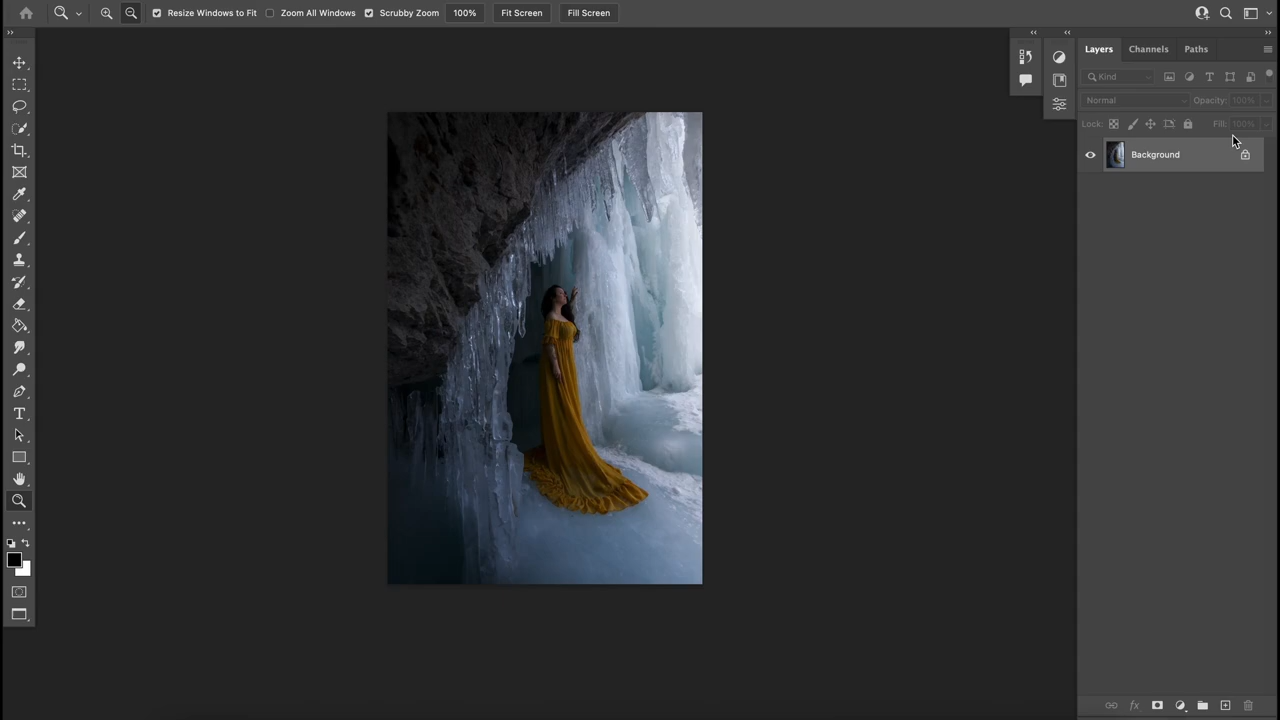 Resize Windows to Fit Zoom All Windows Scrubby Zoom 100% Fit Screen Fill Screen
Layers Channels Paths
Kind
Normal Opacity: 100%
Lock: Fill: 100%
Background